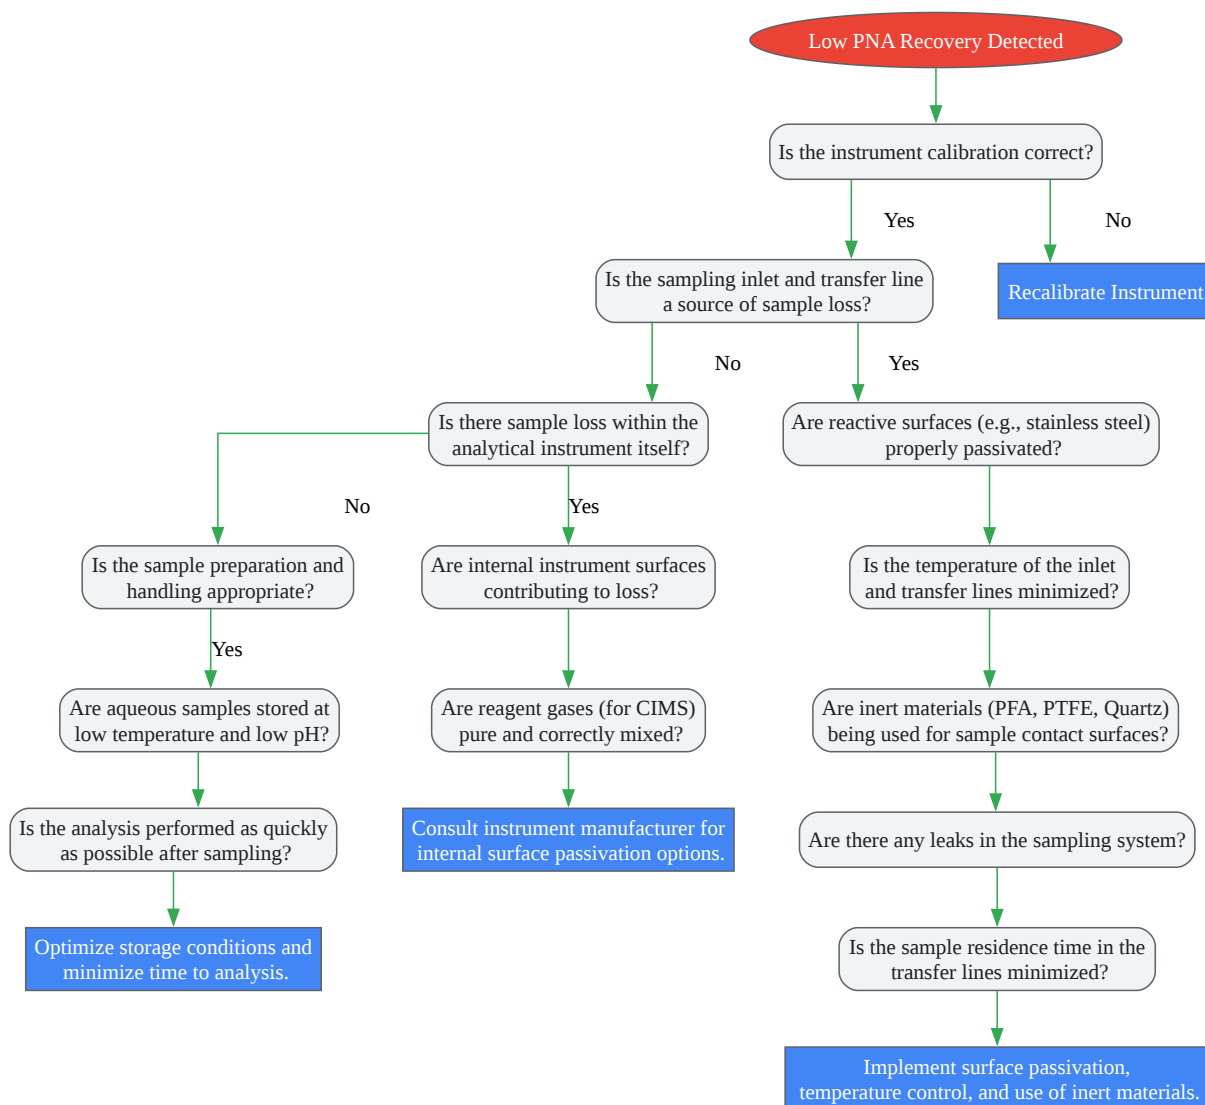 Low PNA Recovery Detected
Is the instrument calibration correct?
Yes
No
Is the sampling inlet and transfer line
a source of sample loss?
Recalibrate Instrument
No
Yes
Is there sample loss within the
analytical instrument itself?
Are reactive surfaces (e.g., stainless steel)
properly passivated?
No
Yes
Is the sample preparation and
handling appropriate?
Are internal instrument surfaces
contributing to loss?
Is the temperature of the inlet
and transfer lines minimized?
Yes
Are aqueous samples stored at
low temperature and low pH?
Are reagent gases (for CIMS)
pure and correctly mixed?
Are inert materials (PFA, PTFE, Quartz)
being used for sample contact surfaces?
Is the analysis performed as quickly
as possible after sampling?
Consult instrument manufacturer for
internal surface passivation options.
Are there any leaks in the sampling system?
Optimize storage conditions and
minimize time to analysis.
Is the sample residence time in the
transfer lines minimized?
Implement surface passivation,
temperature control, and use of inert materials.